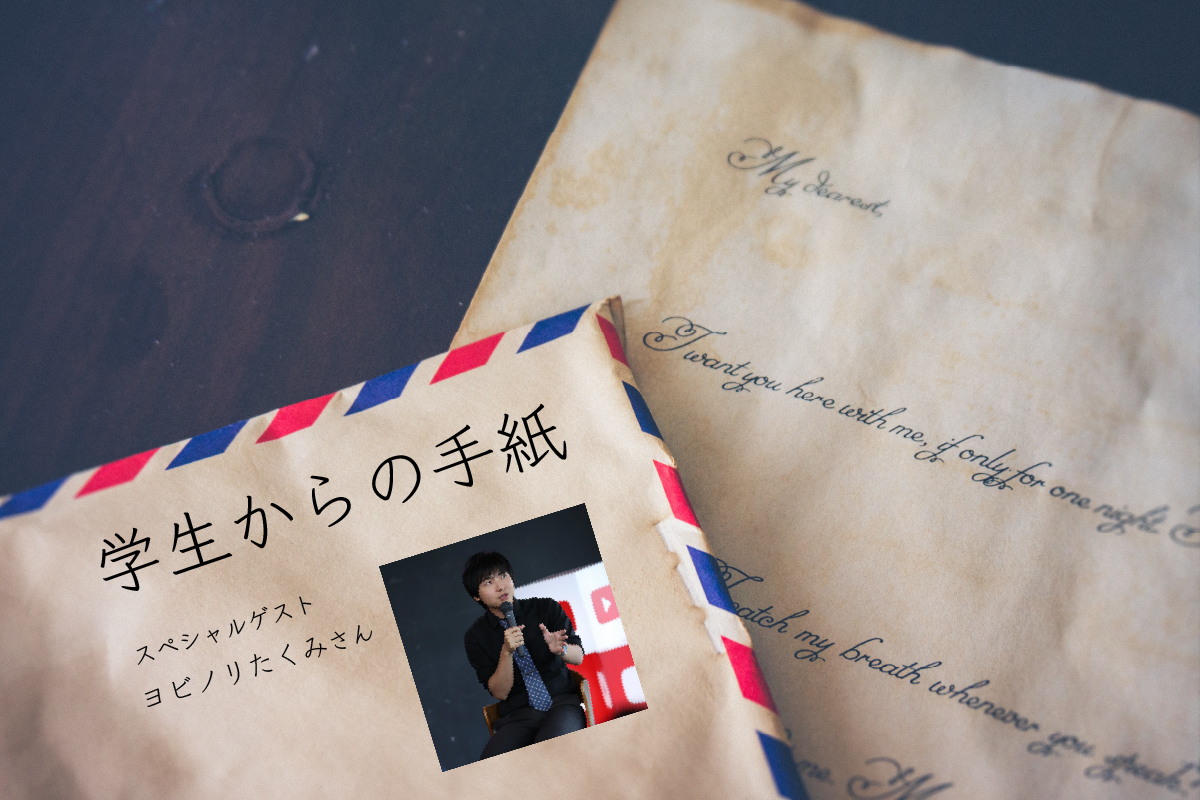 学生からの手紙
スペシャルゲスト
ヨビノリたくみさん
My dearest,
I want you here with me, if only for one night.
I catch my breath whenever you speak.
me.